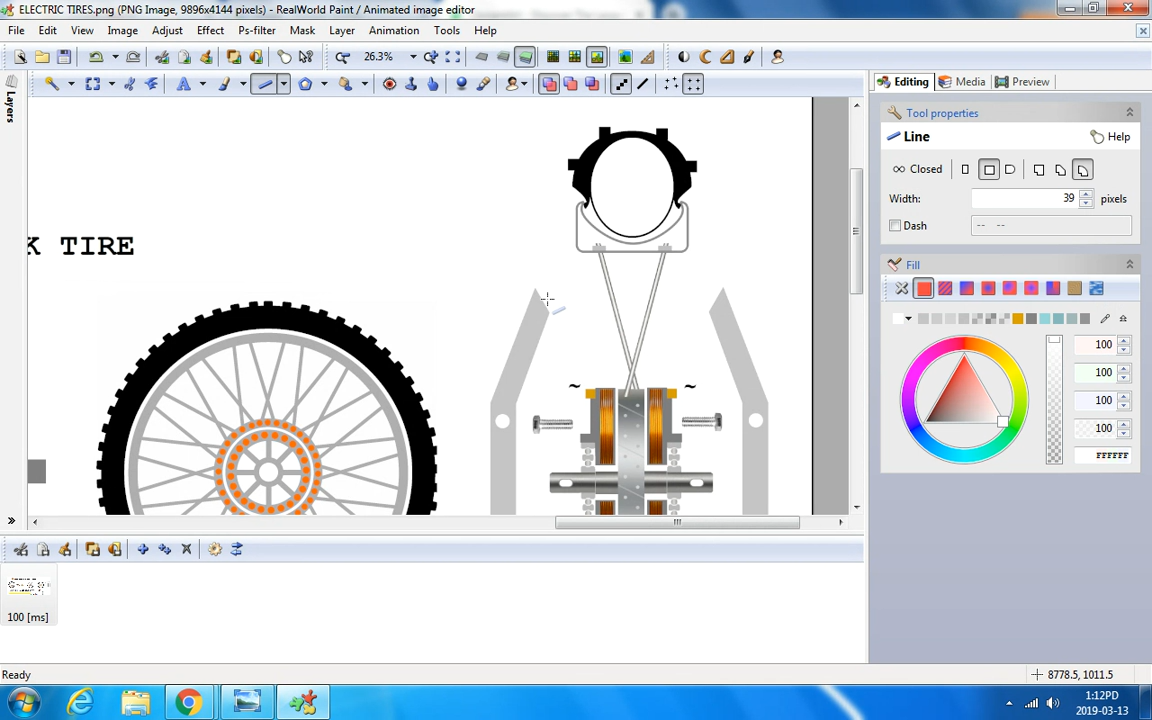 ELECTRIC TIRES.png (PNG Image, 9896x4144 pixels) - RealWorld Paint / Animated image editor
File Edit View Image Adjust Effect Ps-filter Mask Layer Animation Tools Help
26.3%
Layers
Editing Media Preview
Tool properties
Line Help
Closed
Width: 39 pixels
Dash
Fill
100
100
100
100
FFFFFF
K TIRE
~ ~
100 [ms]
Ready
8778.5, 1011.5
1:12PD
2019-03-13